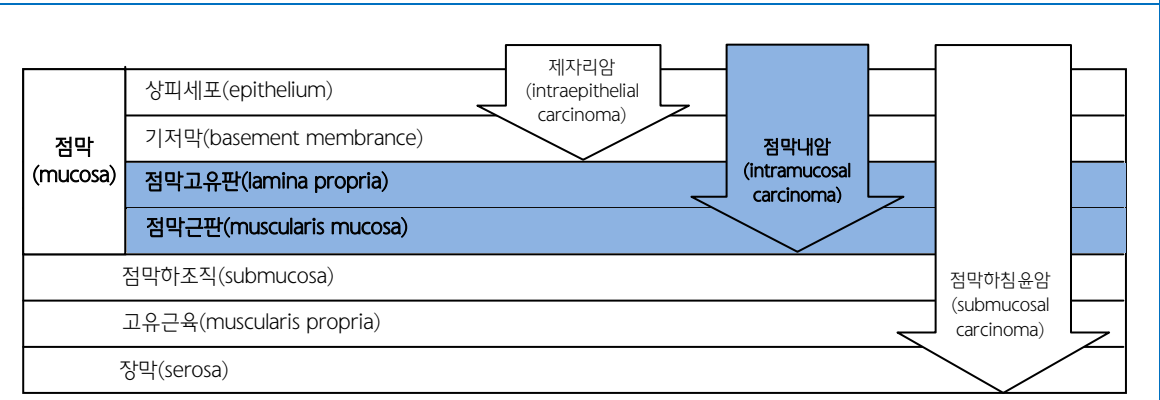 점막
(mucosa)
상피세포(epithelium)
기저막(basement membrance)
점막고유판(lamina propria)
점막근판(muscularis mucosa)
점막하조직(submucosa)
고유근육(muscularis propria)
장막(serosa)
제자리암
(intraepithelial
carcinoma)
점막내암
(intramucosal
carcinoma)
점막하침윤암
(submucosal
carcinoma)